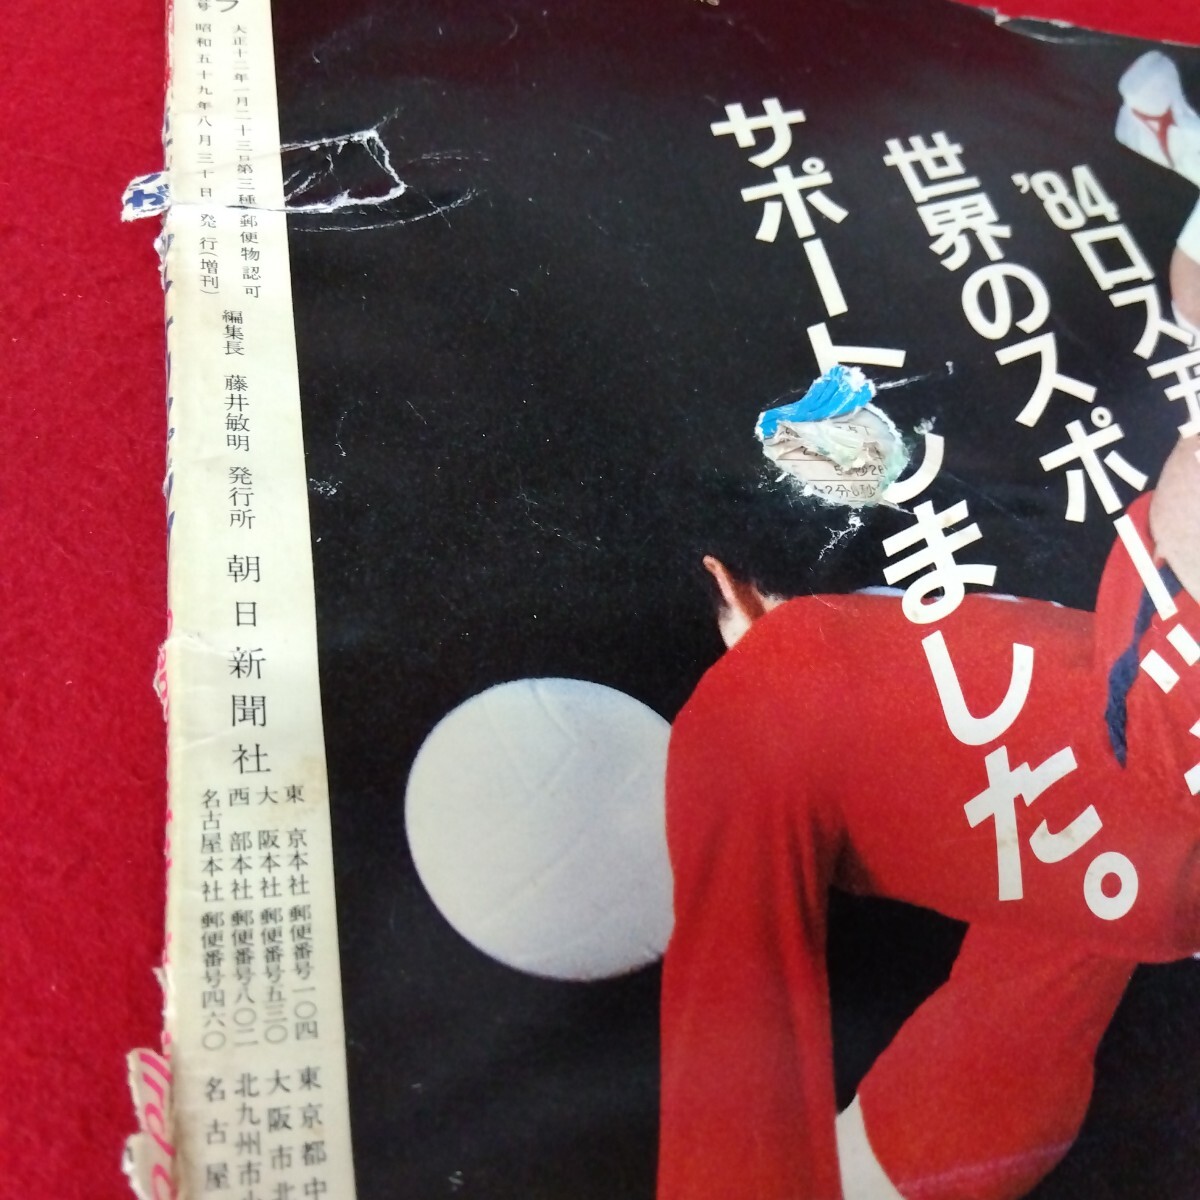 '84ロス五
世界のスポーツ
サポートしました。
大正十二年一月二十三日第三種郵便物認可
昭和五十九年八月三十日発行(増刊)
編集長 藤井敏明 発行所 朝日新聞社
東京本社 郵便番号一〇四 東京都中
大阪本社 郵便番号五三〇 大阪市北
西部本社 郵便番号八〇二 北九州市小
名古屋本社 郵便番号四六〇 名古屋